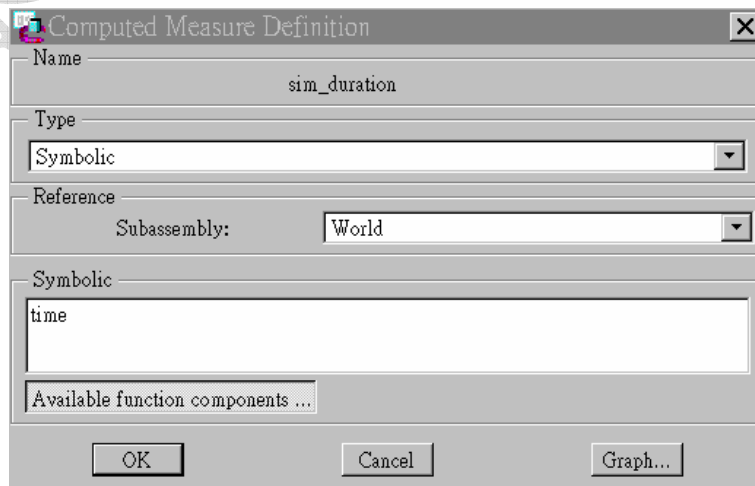 Computed Measure Definition
Name
sim_duration
Type
Symbolic
Reference
Subassembly: World
Symbolic
time
Available function components ...
OK Cancel Graph...